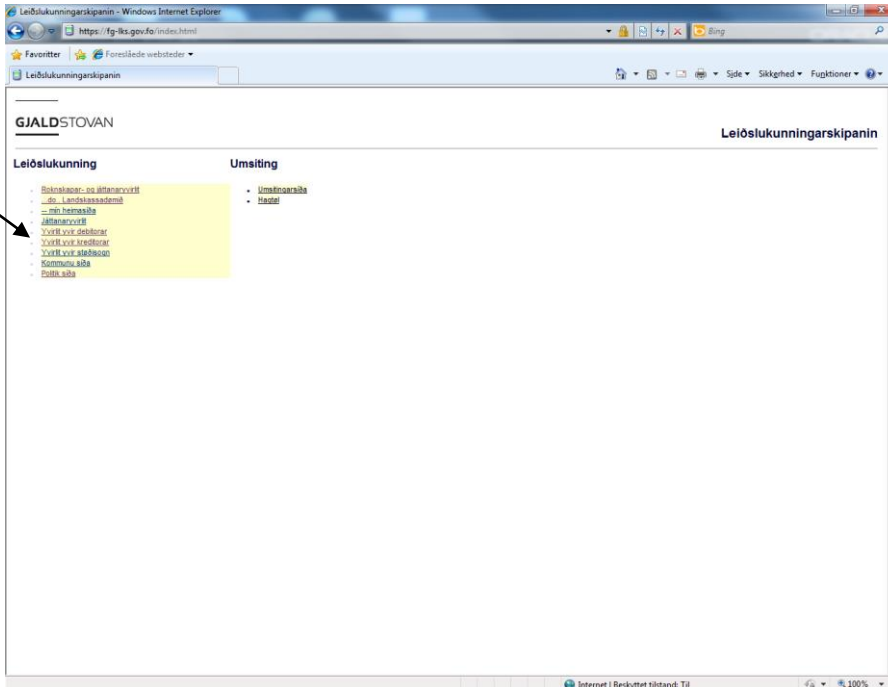 Leiðslukunningarskipanin - Windows Internet Explorer
https://fg-lks.gov.fo/index.html
Bing
Favoritter Foreslåede websteder
Leiðslukunningarskipanin
Side Sikkerhed Funktioner
GJALDSTOVAN
Leiðslukunningarskipanin
Leiðslukunning
Roknskapar- og játtanaryvirlit
_do_ Landskassadømið
-- mín heimasíða
Játtanaryvirlit
Yvirlit yvir debitorar
Yvirlit yvir kreditorar
Yvirlit yvir støðisogn
Kommunu síða
Politik síða
Umsiting
Umsitingarsíða
Hagtøl
Internet | Beskyttet tilstand: Til
100%